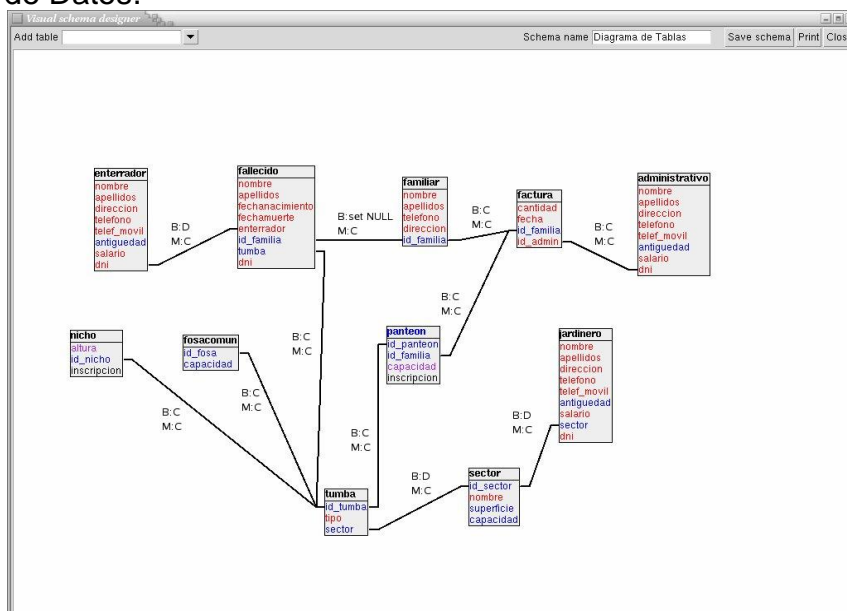 de Datos.
Visual schema designer
Add table
Schema name Diagrama de Tablas
Save schema Print Clos
enterrador
nombre
apellidos
direccion
telefono
telef_movil
antiguedad
salario
dni
B:D
M:C
fallecido
nombre
apellidos
fechanacimiento
fechamuerte
enterrador
id_familia
tumba
dni
B:set NULL
M:C
familiar
nombre
apellidos
telefono
direccion
id_familia
B:C
M:C
factura
cantidad
fecha
id_familia
id_admin
B:C
M:C
administrativo
nombre
apellidos
direccion
telefono
telef_movil
antiguedad
salario
dni
nicho
altura
id_nicho
inscripcion
B:C
M:C
fosacomun
id_fosa
capacidad
B:C
M:C
B:C
M:C
panteon
id_panteon
id_familia
capacidad
inscripcion
B:C
M:C
B:C
M:C
jardinero
nombre
apellidos
direccion
telefono
telef_movil
antiguedad
salario
sector
dni
B:D
M:C
tumba
id_tumba
tipo
sector
B:D
M:C
sector
id_sector
nombre
superficie
capacidad